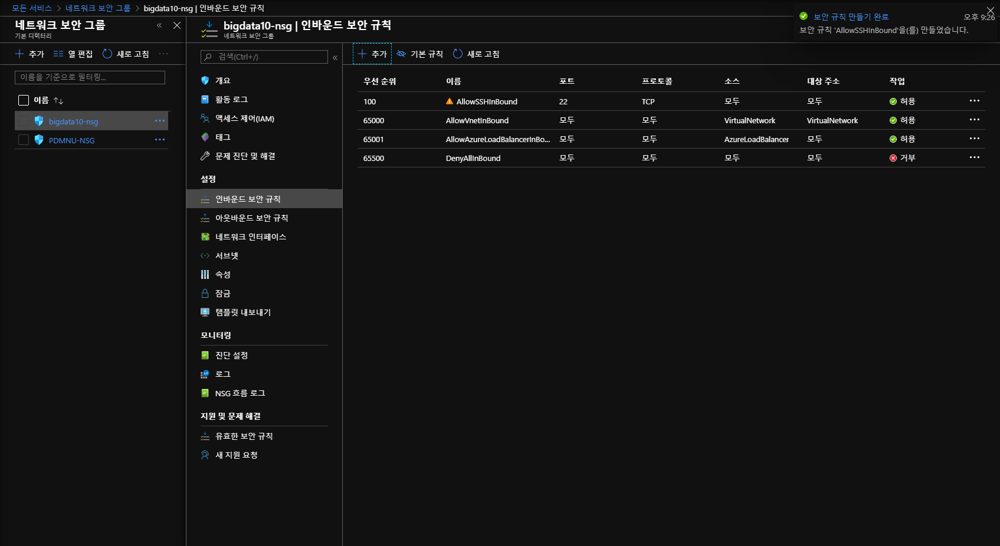 모든 서비스 > 네트워크 보안 그룹 > bigdata10-nsg | 인바운드 보안 규칙
네트워크 보안 그룹
기본 디렉터리
추가 열 편집 새로 고침 ···
이름을 기준으로 필터링...
이름
bigdata10-nsg ···
PDMNU-NSG ···
bigdata10-nsg | 인바운드 보안 규칙
네트워크 보안 그룹
검색(Ctrl+/)
개요
활동 로그
액세스 제어(IAM)
태그
문제 진단 및 해결
설정
인바운드 보안 규칙
아웃바운드 보안 규칙
네트워크 인터페이스
서브넷
속성
잠금
템플릿 내보내기
모니터링
진단 설정
로그
NSG 흐름 로그
지원 및 문제 해결
유효한 보안 규칙
새 지원 요청
추가 기본 규칙 새로 고침
우선 순위 이름 포트 프로토콜 소스 대상 주소 작업
100 AllowSSHInBound 22 TCP 모두 모두 허용 ···
65000 AllowVnetInBound 모두 모두 VirtualNetwork VirtualNetwork 허용 ···
65001 AllowAzureLoadBalancerInBo... 모두 모두 AzureLoadBalancer 모두 허용 ···
65500 DenyAllInBound 모두 모두 모두 모두 거부 ···
보안 규칙 만들기 완료 오후 9:26
보안 규칙 'AllowSSHInBound'을(를) 만들었습니다.